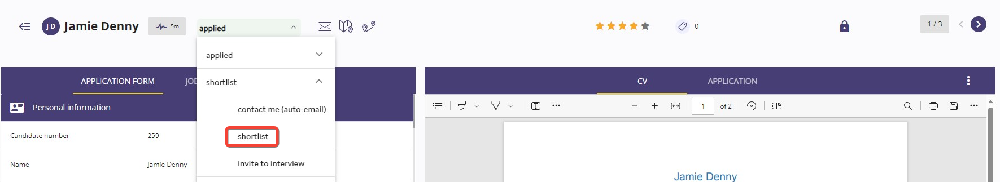 JD Jamie Denny 5m applied 0 1 / 3
applied
APPLICATION FORM JOB CV APPLICATION
shortlist
Personal information
contact me (auto-email)
1 of 2
Candidate number 259
shortlist
Name Jamie Denny
invite to interview
Jamie Denny